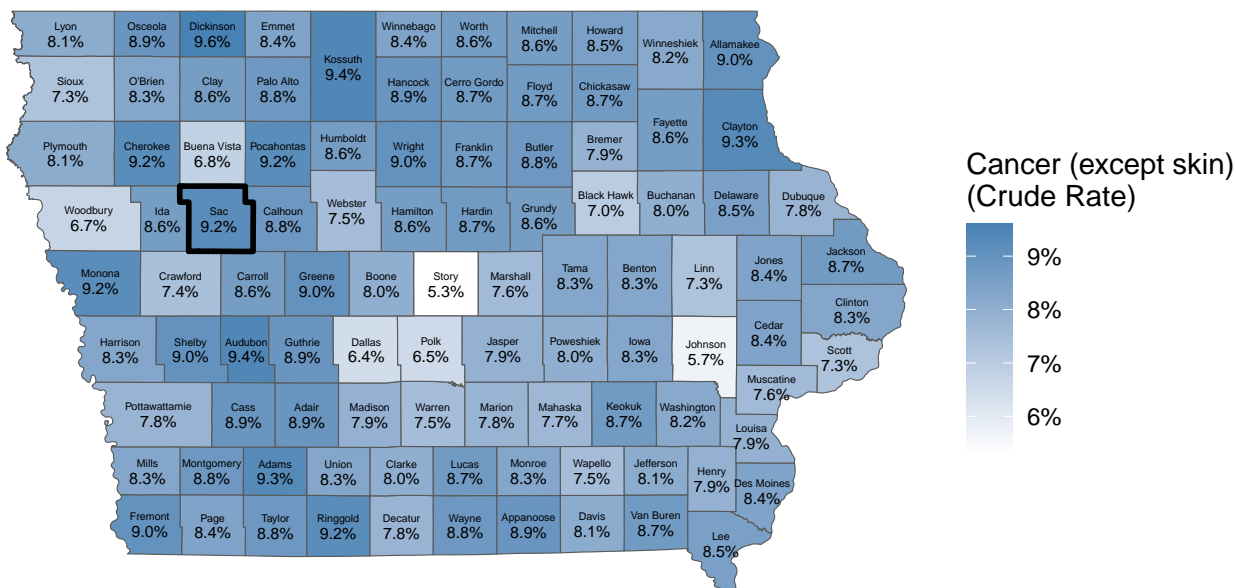 Lyon
8.1%
Osceola
8.9%
Dickinson
9.6%
Emmet
8.4%
Kossuth
9.4%
Winnebago
8.4%
Worth
8.6%
Mitchell
8.6%
Howard
8.5%
Winneshiek
8.2%
Allamakee
9.0%
Sioux
7.3%
O'Brien
8.3%
Clay
8.6%
Palo Alto
8.8%
Hancock
8.9%
Cerro Gordo
8.7%
Floyd
8.7%
Chickasaw
8.7%
Fayette
8.6%
Clayton
9.3%
Plymouth
8.1%
Cherokee
9.2%
Buena Vista
6.8%
Pocahontas
9.2%
Humboldt
8.6%
Wright
9.0%
Franklin
8.7%
Butler
8.8%
Bremer
7.9%
Woodbury
6.7%
Ida
8.6%
Sac
9.2%
Calhoun
8.8%
Webster
7.5%
Hamilton
8.6%
Hardin
8.7%
Grundy
8.6%
Black Hawk
7.0%
Buchanan
8.0%
Delaware
8.5%
Dubuque
7.8%
Monona
9.2%
Crawford
7.4%
Carroll
8.6%
Greene
9.0%
Boone
8.0%
Story
5.3%
Marshall
7.6%
Tama
8.3%
Benton
8.3%
Linn
7.3%
Jones
8.4%
Jackson
8.7%
Clinton
8.3%
Harrison
8.3%
Shelby
9.0%
Audubon
9.4%
Guthrie
8.9%
Dallas
6.4%
Polk
6.5%
Jasper
7.9%
Poweshiek
8.0%
Iowa
8.3%
Johnson
5.7%
Cedar
8.4%
Scott
7.3%
Muscatine
7.6%
Pottawattamie
7.8%
Cass
8.9%
Adair
8.9%
Madison
7.9%
Warren
7.5%
Marion
7.8%
Mahaska
7.7%
Keokuk
8.7%
Washington
8.2%
Louisa
7.9%
Mills
8.3%
Montgomery
8.8%
Adams
9.3%
Union
8.3%
Clarke
8.0%
Lucas
8.7%
Monroe
8.3%
Wapello
7.5%
Jefferson
8.1%
Henry
7.9%
Des Moines
8.4%
Fremont
9.0%
Page
8.4%
Taylor
8.8%
Ringgold
9.2%
Decatur
7.8%
Wayne
8.8%
Appanoose
8.9%
Davis
8.1%
Van Buren
8.7%
Lee
8.5%
Cancer (except skin)
(Crude Rate)
9%
8%
7%
6%